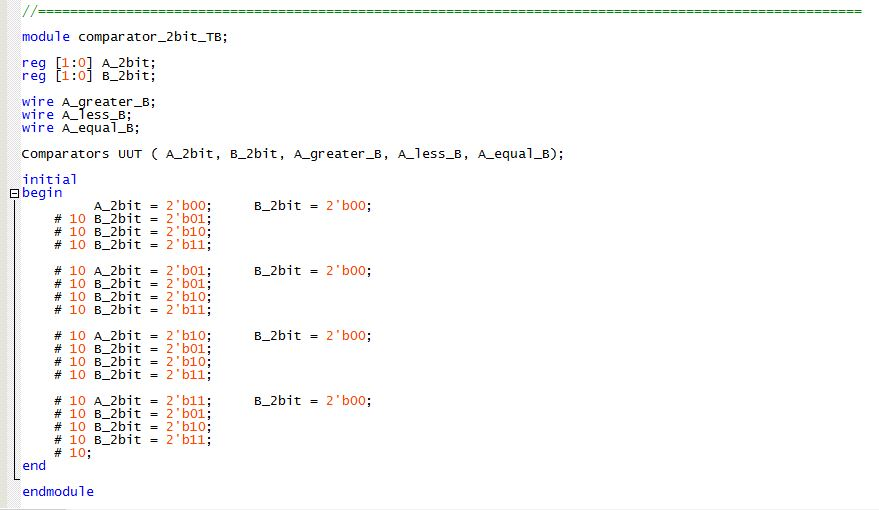 //=======================================================================================================
module comparator_2bit_TB;
reg [1:0] A_2bit;
reg [1:0] B_2bit;
wire A_greater_B;
wire A_less_B;
wire A_equal_B;
Comparators UUT ( A_2bit, B_2bit, A_greater_B, A_less_B, A_equal_B);
initial
begin
A_2bit = 2'b00;     B_2bit = 2'b00;
# 10 B_2bit = 2'b01;
# 10 B_2bit = 2'b10;
# 10 B_2bit = 2'b11;
# 10 A_2bit = 2'b01;     B_2bit = 2'b00;
# 10 B_2bit = 2'b01;
# 10 B_2bit = 2'b10;
# 10 B_2bit = 2'b11;
# 10 A_2bit = 2'b10;     B_2bit = 2'b00;
# 10 B_2bit = 2'b01;
# 10 B_2bit = 2'b10;
# 10 B_2bit = 2'b11;
# 10 A_2bit = 2'b11;     B_2bit = 2'b00;
# 10 B_2bit = 2'b01;
# 10 B_2bit = 2'b10;
# 10 B_2bit = 2'b11;
# 10;
end
endmodule